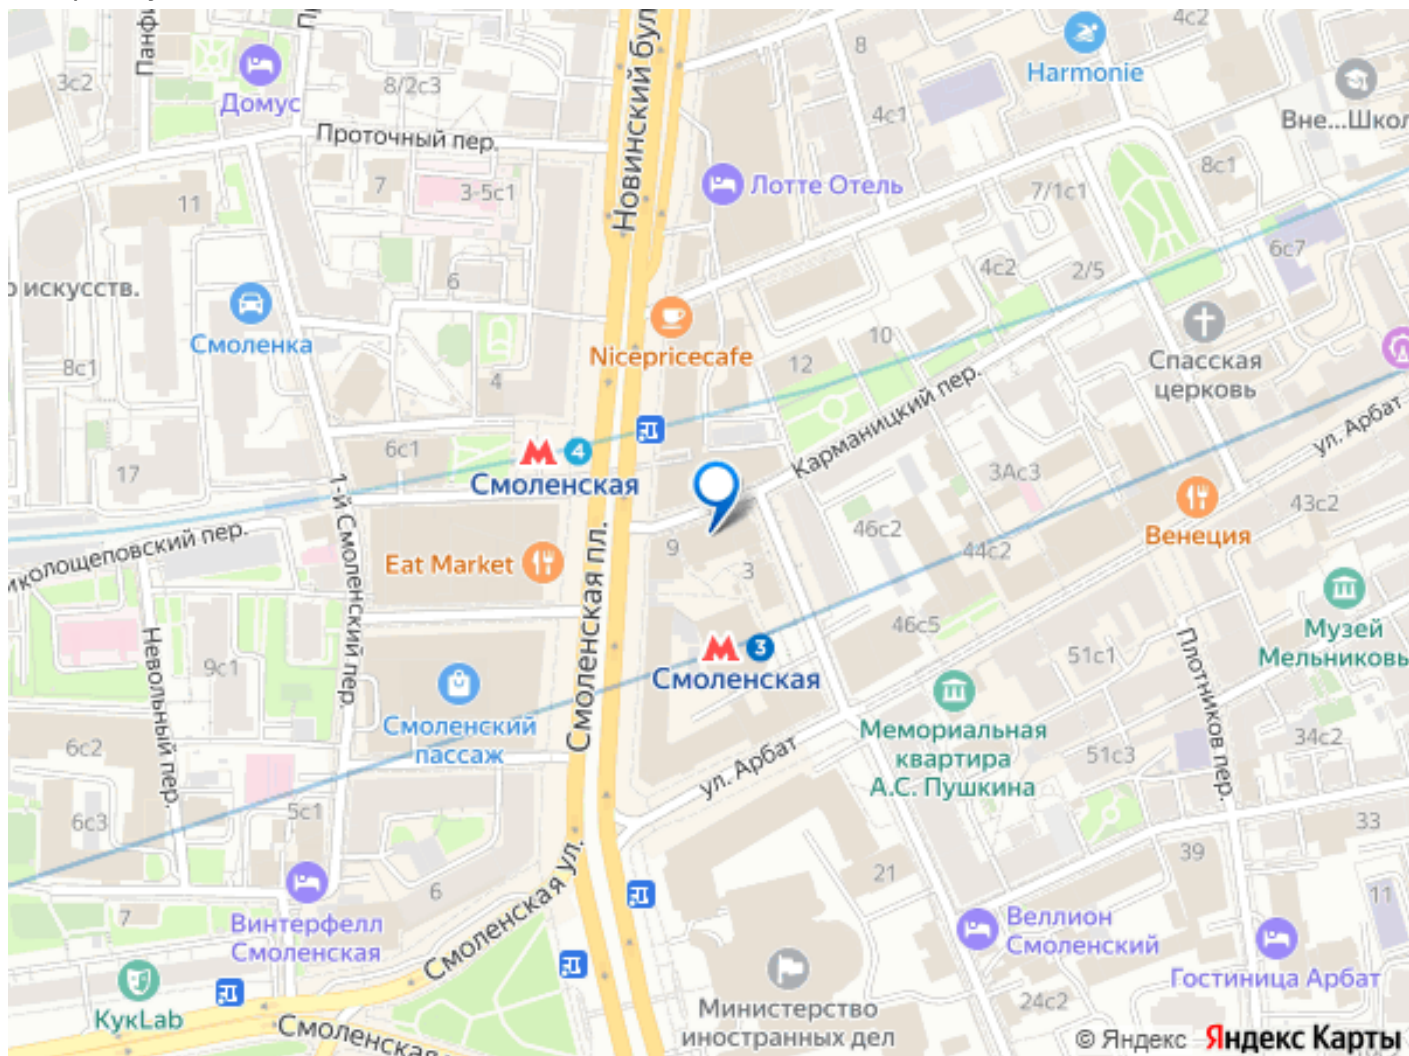 Панф
Пр
Новинский бул
4с2
8
Harmonie
3с2
Домус
8/2с3
4с1
Вне...Школ
Проточный пер.
8с1
7
3-5с1
Лотте Отель
7/1с1
11
6с7
6
4с2
2/5
о искусств.
Смоленка
Nicepricecafe
10
12
Спасская
церковь
8с1
4
Карманицкий пер.
ул. Арбат
6с1
4
Смоленская
17
3Ас3
1-й Смоленский пер.
43с2
Венеция
46с2
44с2
иколощеповский пер.
Eat Market
9
3
Смоленская пл.
Музей
Мельниковы
46с5
3
Смоленская
51с1
Плотников пер.
Невольный пер.
9с1
Смоленский
пассаж
Мемориальная
квартира
А.С. Пушкина
34с2
6с2
51с3
ул. Арбат
6с3
5с1
33
39
21
6
11
7
Винтерфелл
Смоленская
Смоленская ул.
Веллион
Смоленский
Гостиница Арбат
КукLab
Министерство
иностранных дел
24с2
Смоленская
© Яндекс Яндекс Карты